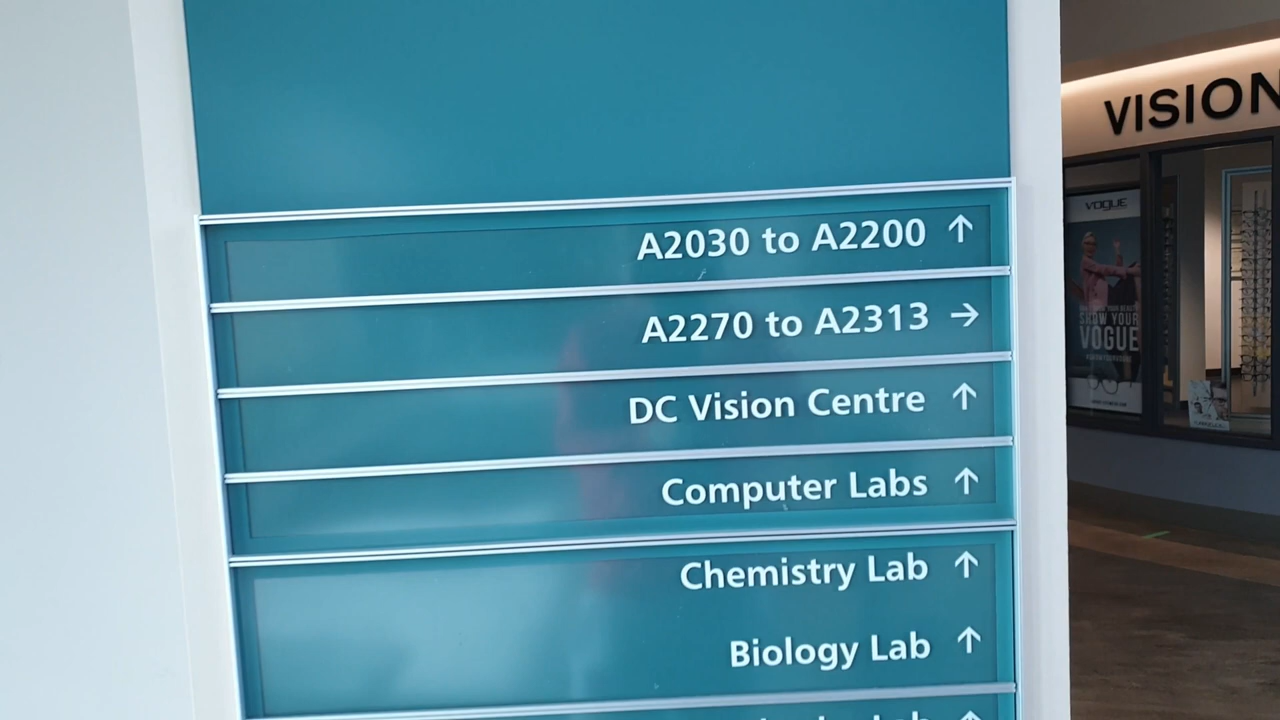 A2030 to A2200 ↑
A2270 to A2313 →
DC Vision Centre ↑
Computer Labs ↑
Chemistry Lab ↑
Biology Lab ↑
Lab ↑
VISION
VOGUE
SHOW YOUR
VOGUE